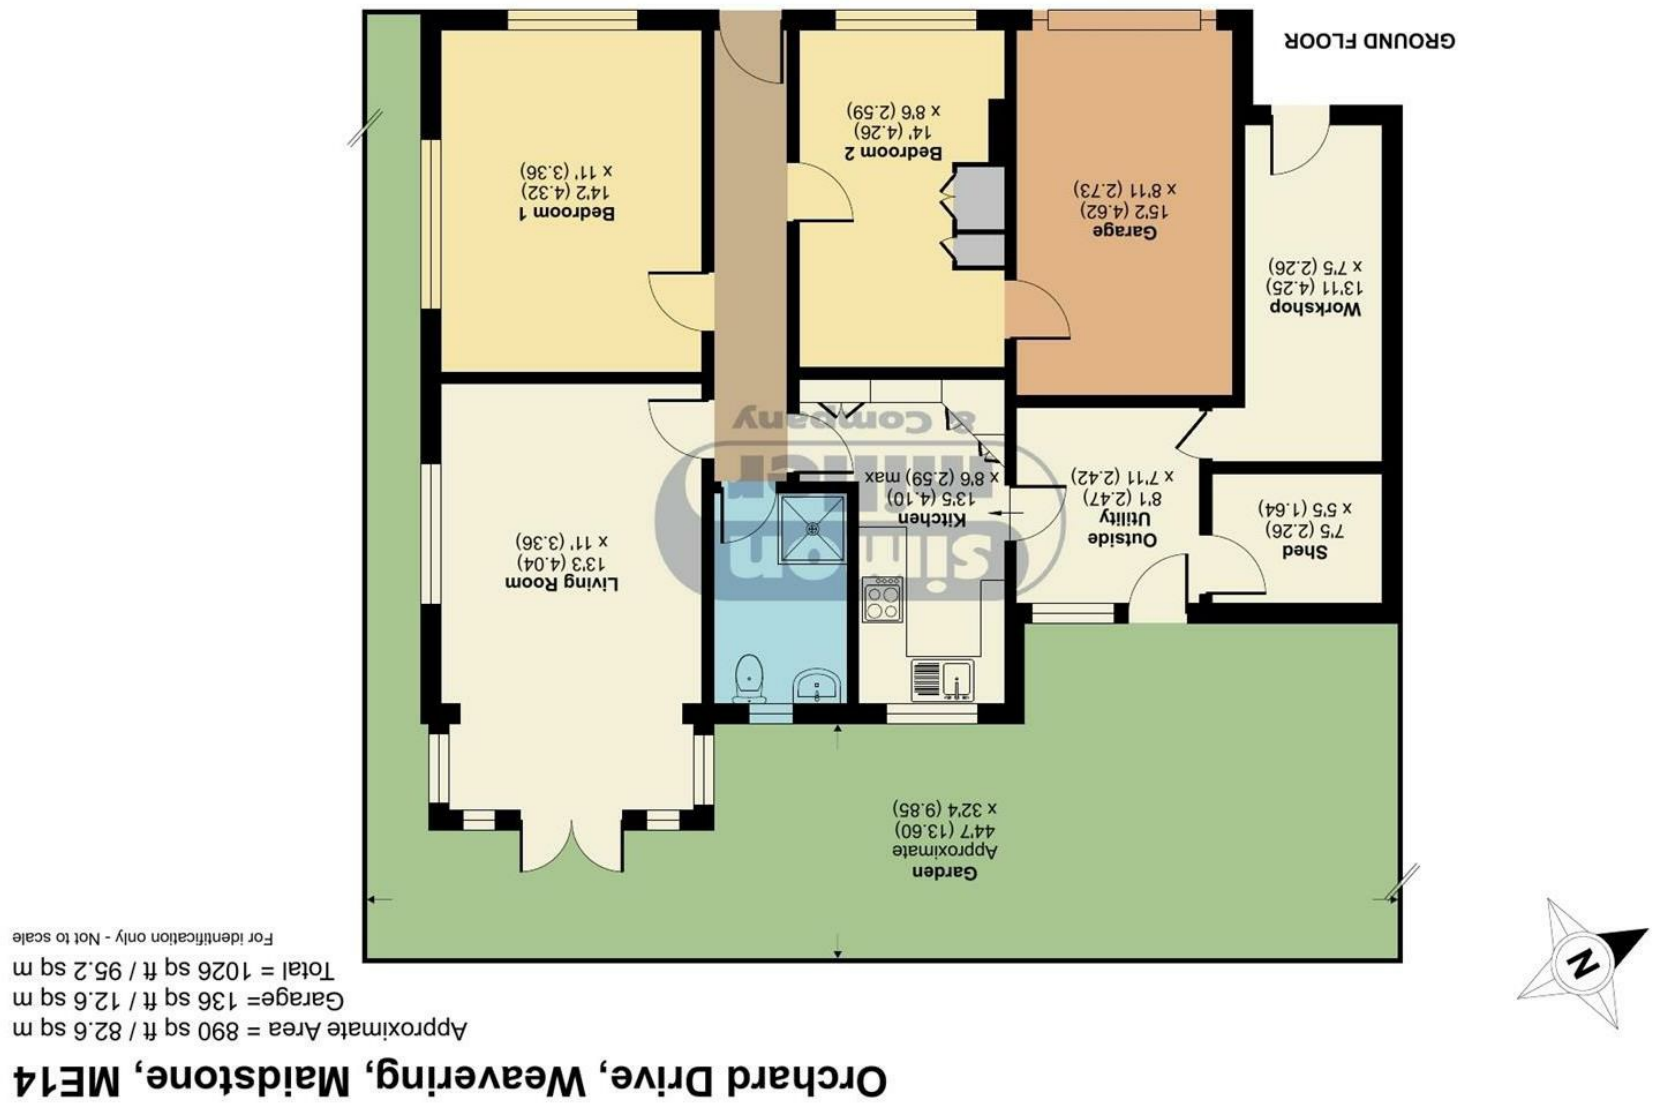 Orchard Drive, Weavering, Maidstone, ME14
Approximate Area = 890 sq ft / 82.6 sq m
Garage= 136 sq ft / 12.6 sq m
Total = 1026 sq ft / 95.2 sq m
For identification only - Not to scale
N
Garden
Approximate
44'7 (13.60)
x 32'4 (9.85)
Shed
7'5 (2.26)
x 5'5 (1.64)
Outside
Utility
8'1 (2.47)
x 7'11 (2.42)
Kitchen
13'5 (4.10)
x 8'6 (2.59) max
Living Room
13'3 (4.04)
x 11' (3.36)
simon
miller
& Company
Workshop
13'11 (4.25)
x 7'5 (2.26)
Garage
15'2 (4.62)
x 8'11 (2.73)
Bedroom 2
14' (4.26)
x 8'6 (2.59)
Bedroom 1
14'2 (4.32)
x 11' (3.36)
GROUND FLOOR